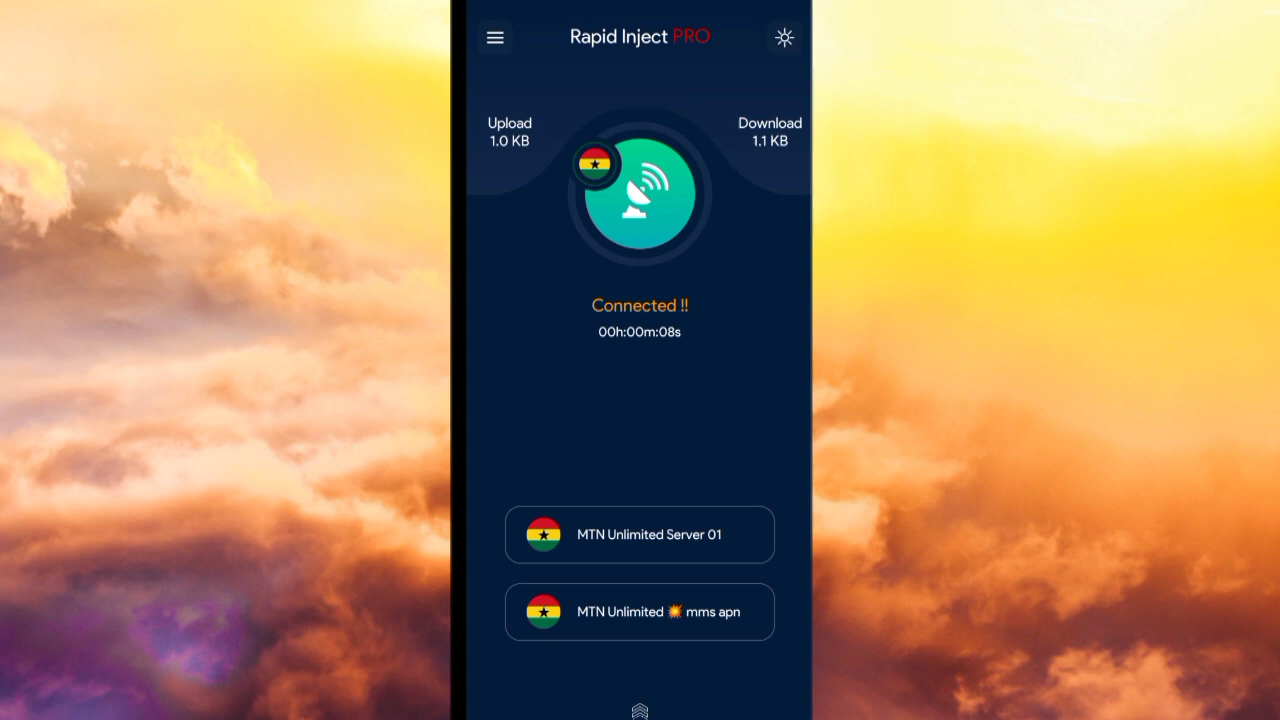 Rapid Inject PRO
Upload
1.0 KB
Download
1.1 KB
Connected !!
00h:00m:08s
MTN Unlimited Server 01
MTN Unlimited 💥 mms apn